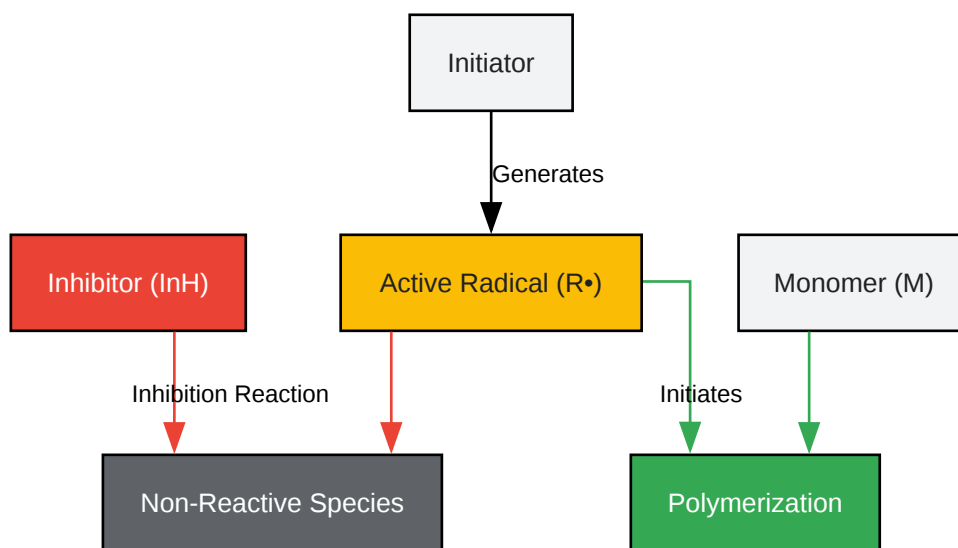 Initiator
Generates
Inhibitor (InH)
Active Radical (R•)
Monomer (M)
Inhibition Reaction
Initiates
Non-Reactive Species
Polymerization